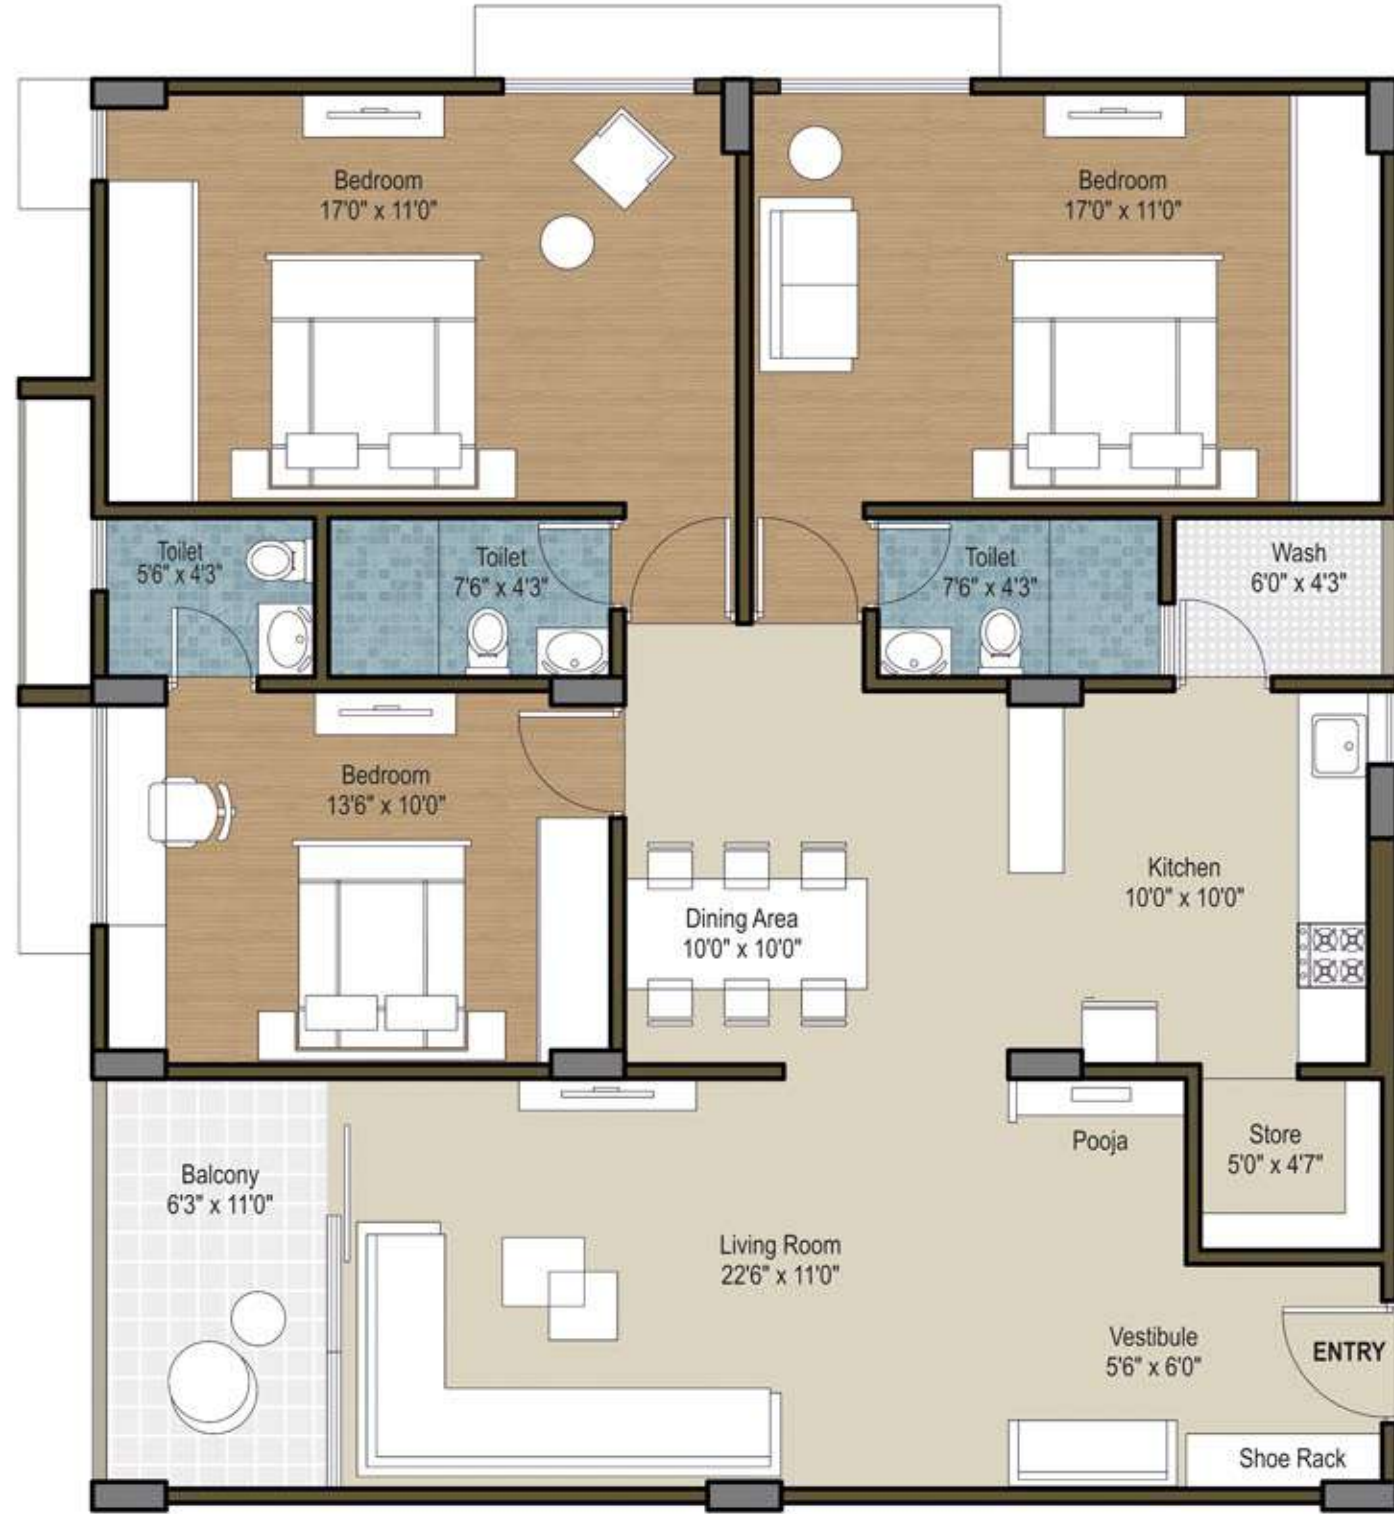 Bedroom
17'0" x 11'0"
Bedroom
17'0" x 11'0"
Toilet
5'6" x 4'3"
Toilet
7'6" x 4'3"
Toilet
7'6" x 4'3"
Wash
6'0" x 4'3"
Bedroom
13'6" x 10'0"
Kitchen
10'0" x 10'0"
Dining Area
10'0" x 10'0"
Pooja
Store
5'0" x 4'7"
Balcony
6'3" x 11'0"
Living Room
22'6" x 11'0"
Vestibule
5'6" x 6'0"
ENTRY
Shoe Rack